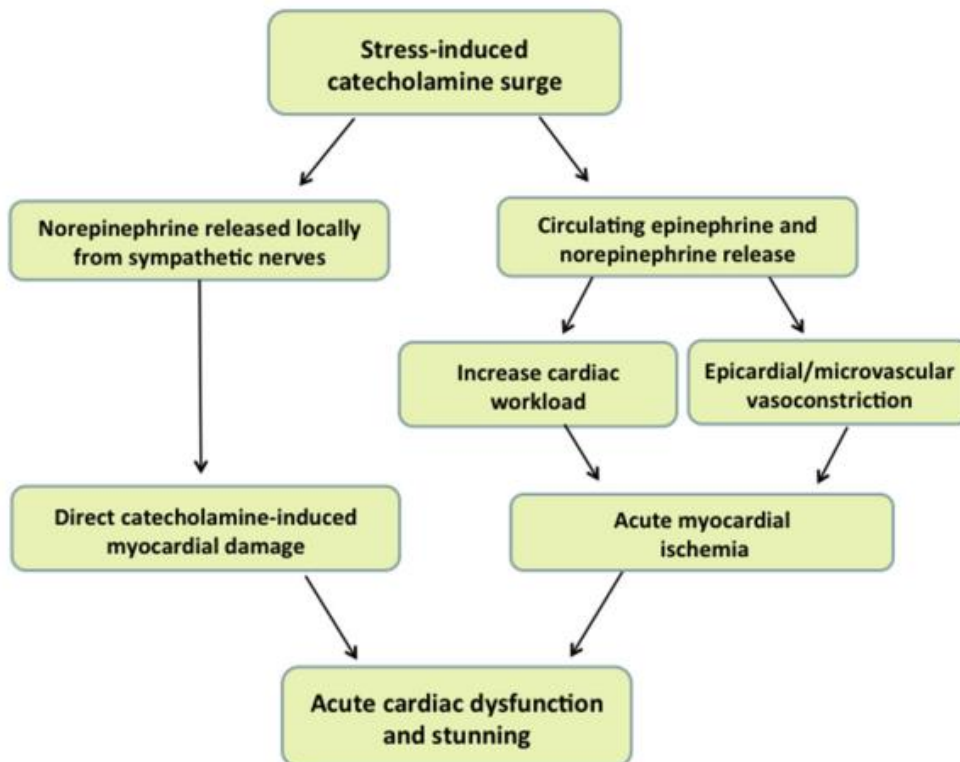 Stress-induced
catecholamine surge
Norepinephrine released locally
from sympathetic nerves
Circulating epinephrine and
norepinephrine release
Increase cardiac
workload
Epicardial/microvascular
vasoconstriction
Direct catecholamine-induced
myocardial damage
Acute myocardial
ischemia
Acute cardiac dysfunction
and stunning